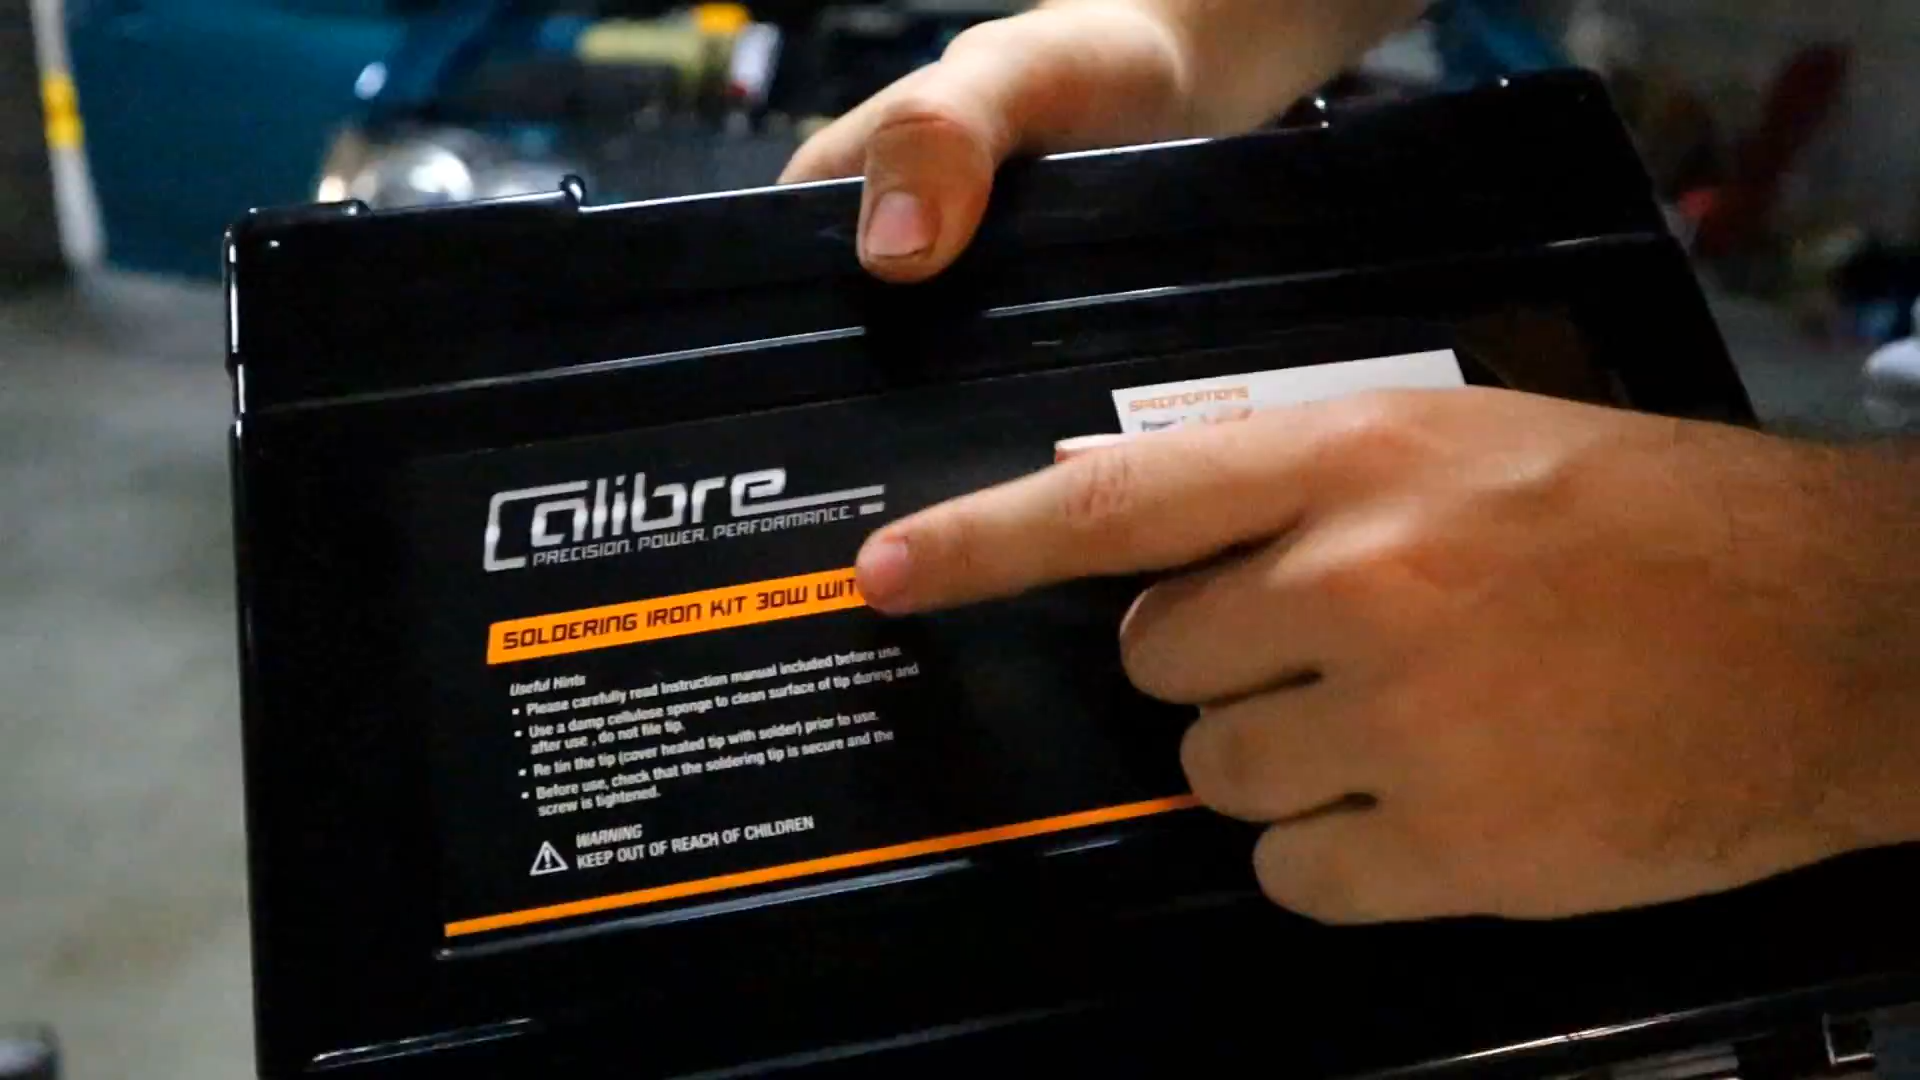 Calibre
PRECISION. POWER. PERFORMANCE.
SOLDERING IRON KIT 30W WIT
Useful Hints
• Please carefully read instruction manual included before use.
• Use a damp cellulose sponge to clean surface of tip during and
after use , do not file tip.
• Re tin the tip (cover heated tip with solder) prior to use.
• Before use, check that the soldering tip is secure and the
screw is tightened.
WARNING
KEEP OUT OF REACH OF CHILDREN
SPECIFICATIONS
Power